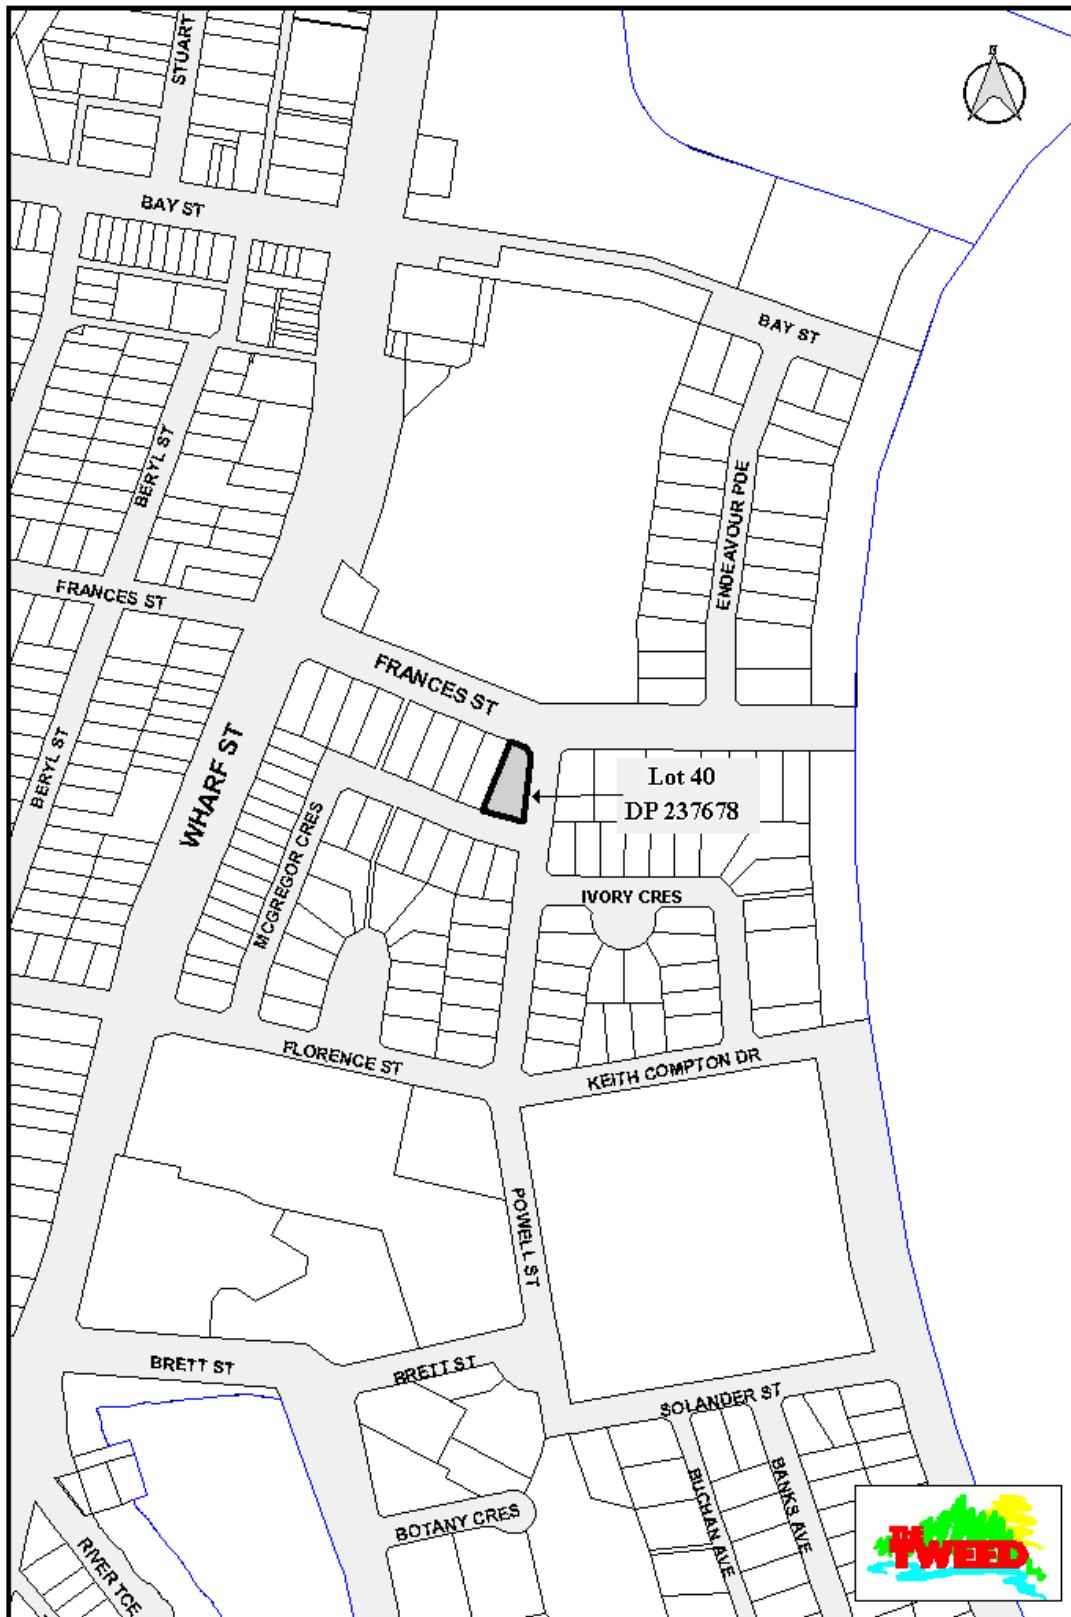 N
STUART
BAY ST
BAY ST
BERYL ST
ENDEAVOUR PDE
FRANCES ST
FRANCES ST
BERYL ST
WHARF ST
Lot 40
DP 237678
MCGREGOR CRES
IVORY CRES
FLORENCE ST
KEITH COMPTON DR
POWELL ST
BRETT ST
BRETT ST
SOLANDER ST
BOTANY CRES
BUCHAN AVE
BANKS AVE
RIVER TCE
THE
TWEED